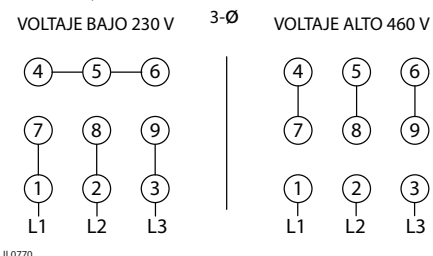 3-Ø
VOLTAJE BAJO 230 V
4 5 6
7 8 9
1 2 3
L1 L2 L3
VOLTAJE ALTO 460 V
4 5 6
7 8 9
1 2 3
L1 L2 L3